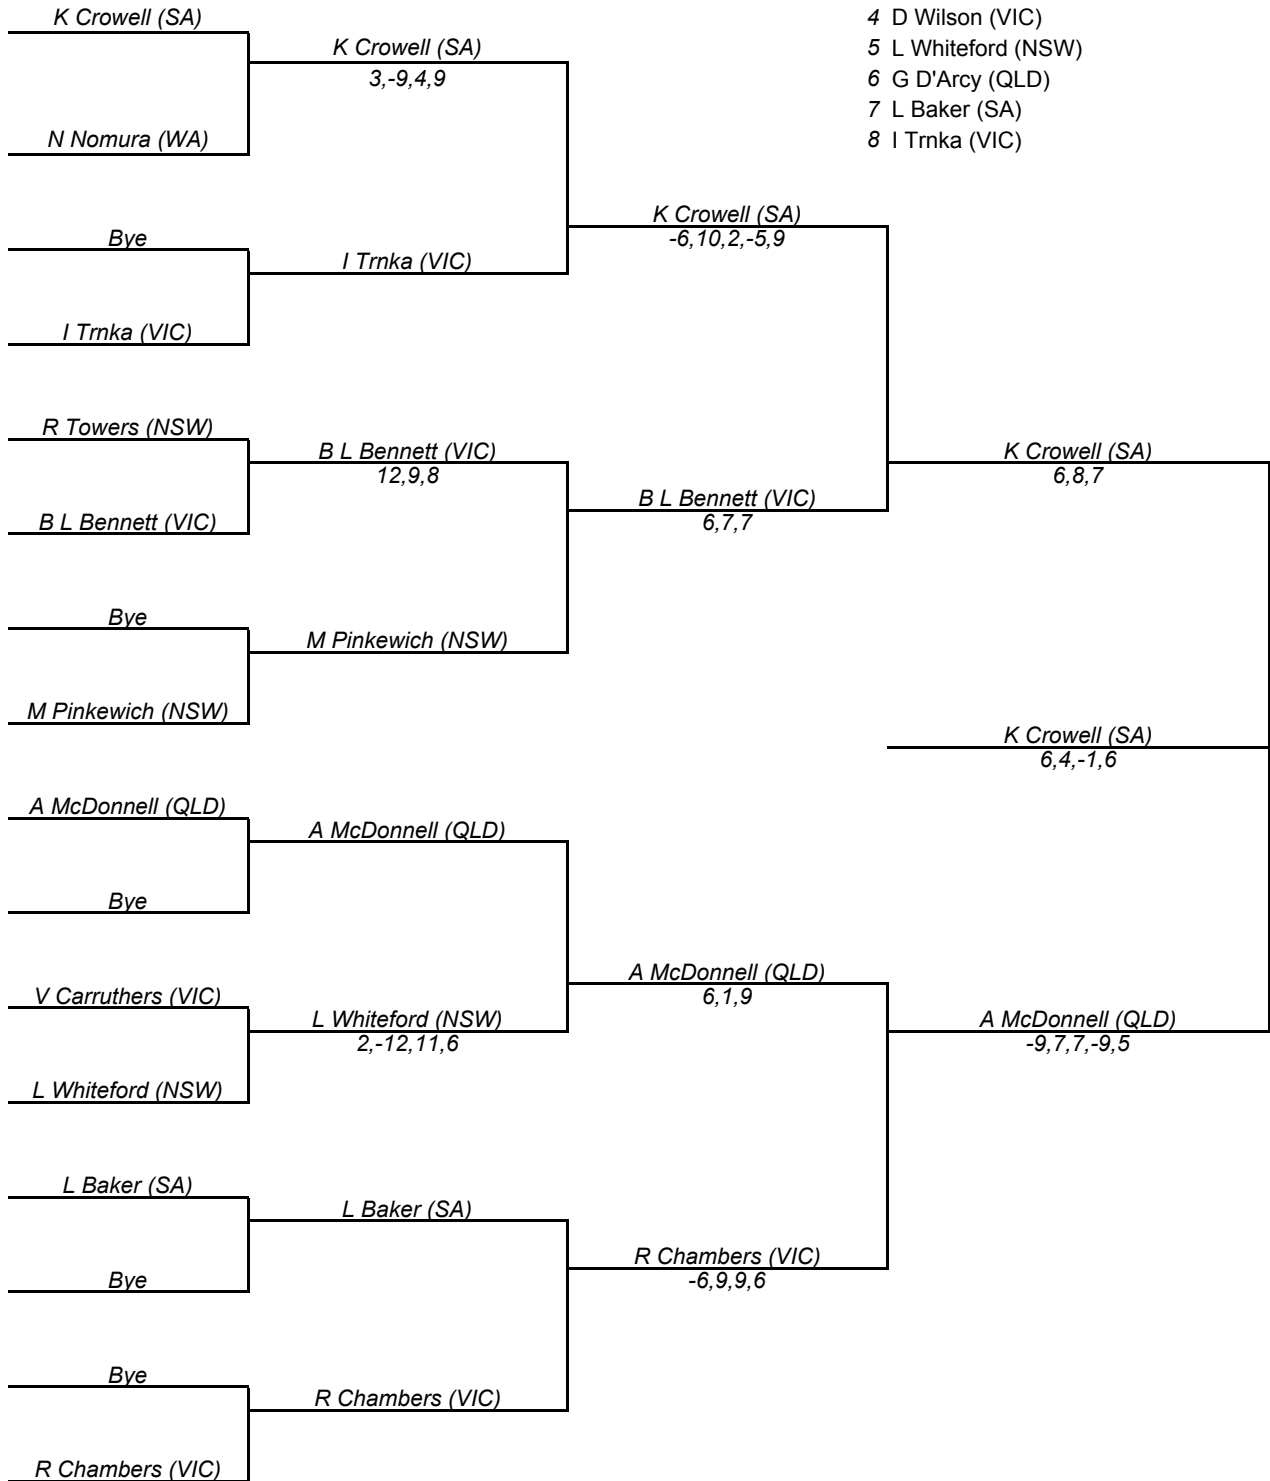 K Crowell (SA)
N Nomura (WA)
Bye
I Trnka (VIC)
R Towers (NSW)
B L Bennett (VIC)
Bye
M Pinkewich (NSW)
A McDonnell (QLD)
Bye
V Carruthers (VIC)
L Whiteford (NSW)
L Baker (SA)
Bye
Bye
R Chambers (VIC)
K Crowell (SA)
3,-9,4,9
I Trnka (VIC)
B L Bennett (VIC)
12,9,8
M Pinkewich (NSW)
A McDonnell (QLD)
L Whiteford (NSW)
2,-12,11,6
L Baker (SA)
R Chambers (VIC)
K Crowell (SA)
-6,10,2,-5,9
B L Bennett (VIC)
6,7,7
A McDonnell (QLD)
6,1,9
R Chambers (VIC)
-6,9,9,6
4 D Wilson (VIC)
5 L Whiteford (NSW)
6 G D'Arcy (QLD)
7 L Baker (SA)
8 I Trnka (VIC)
K Crowell (SA)
6,8,7
K Crowell (SA)
6,4,-1,6
A McDonnell (QLD)
-9,7,7,-9,5